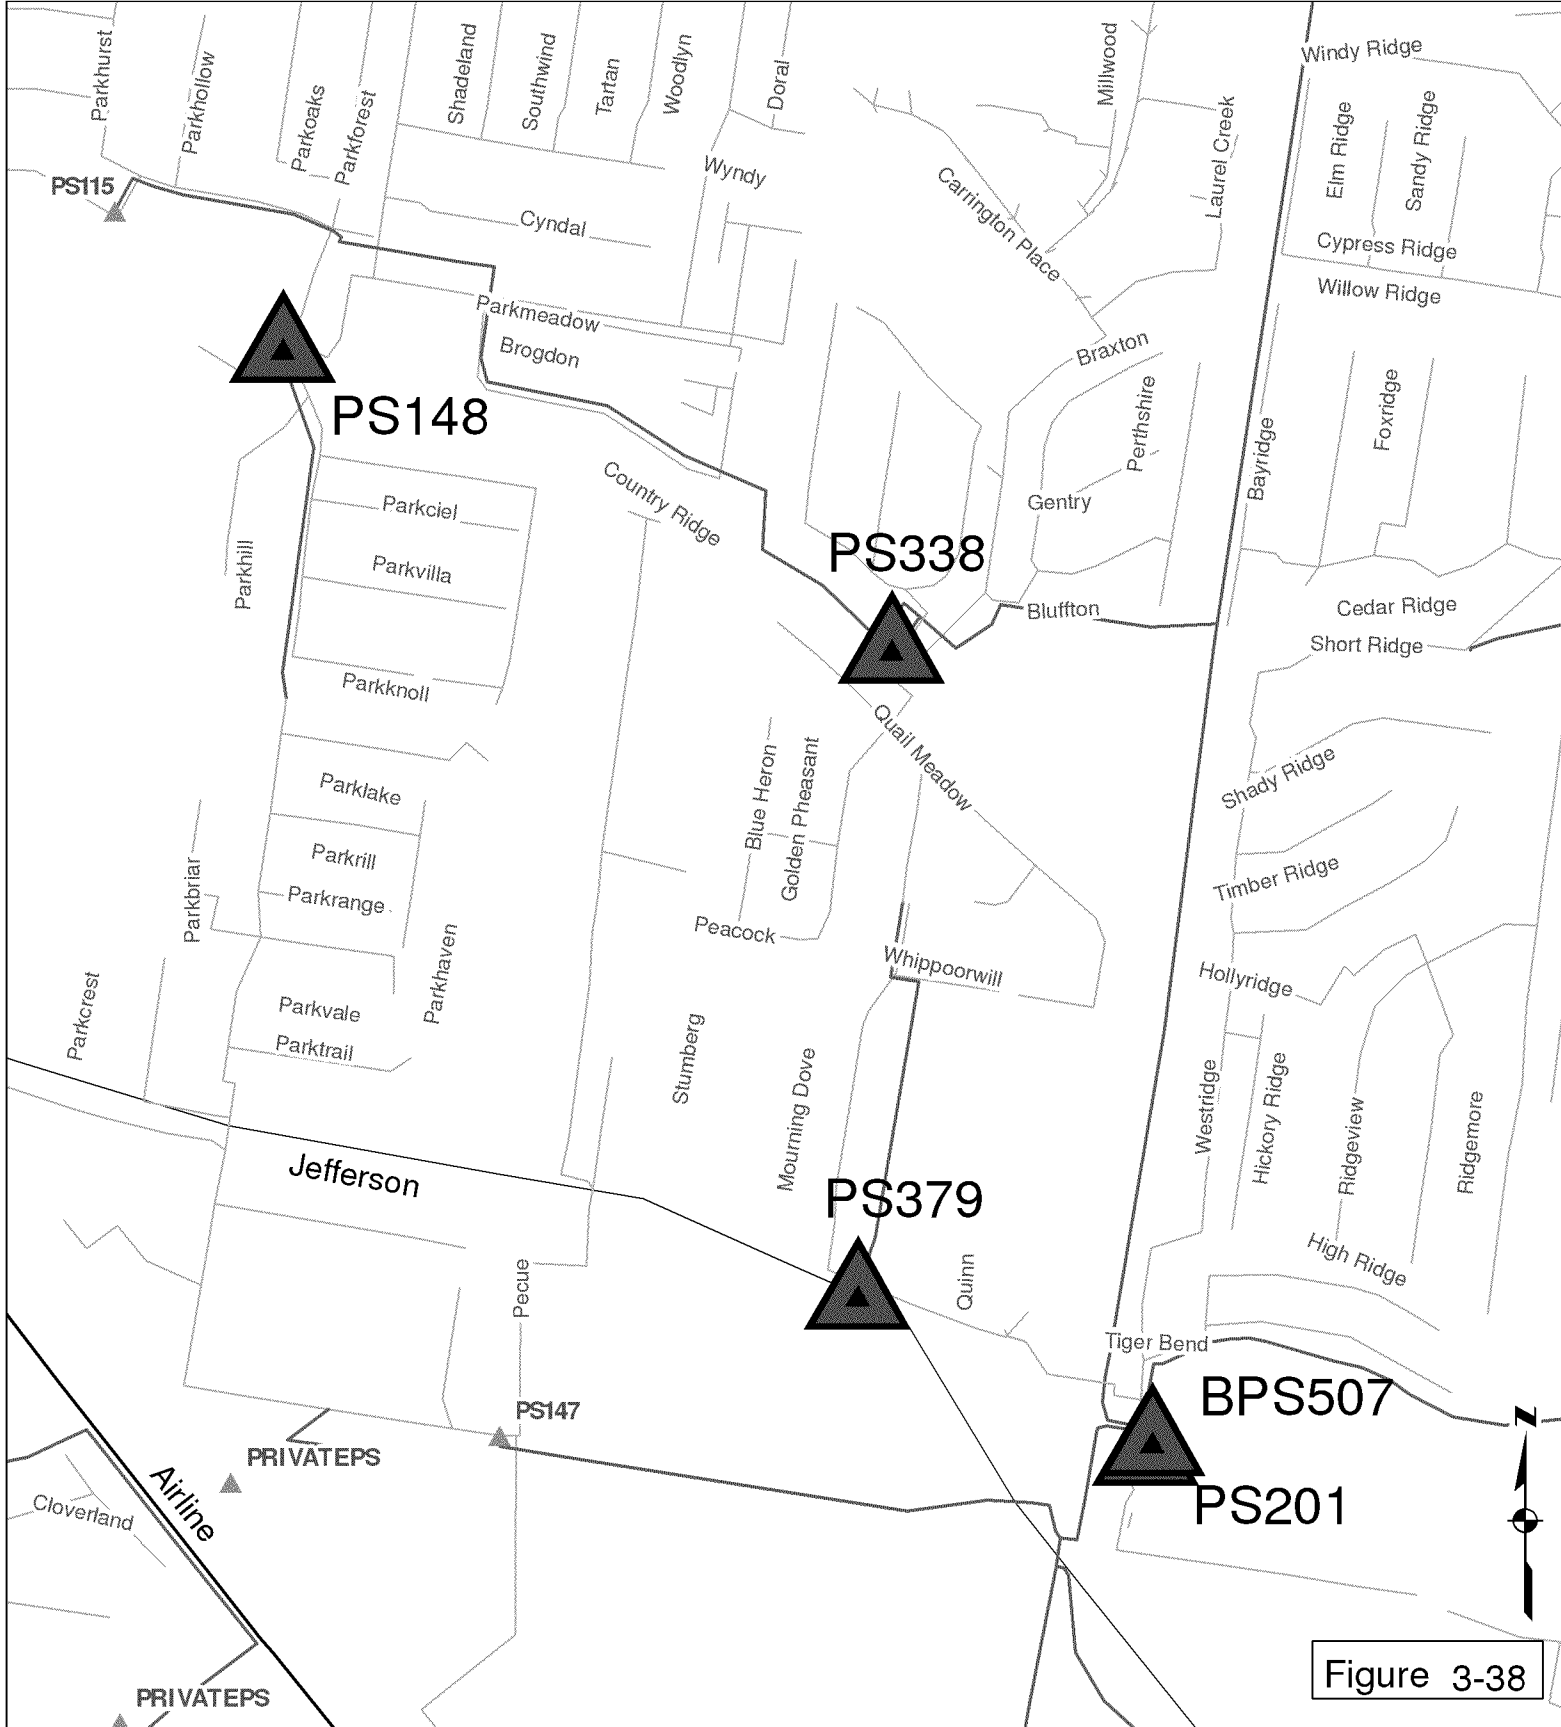 Parkhurst
Parkhollow
Parkoaks
Parkforest
Shadeland
Southwind
Tartan
Woodlyn
Doral
Millwood
Windy Ridge
Laurel Creek
Elm Ridge
Sandy Ridge
Wyndy
PS115
Carrington Place
Cyndal
Cypress Ridge
Willow Ridge
Parkmeadow
Brogdon
Braxton
PS148
Perthshire
Foxridge
Bayridge
Country Ridge
Parkciel
Gentry
PS338
Parkvilla
Parkhill
Bluffton
Cedar Ridge
Short Ridge
Parkknoll
Quail Meadow
Blue Heron
Golden Pheasant
Shady Ridge
Parklake
Parkrill
Parkbriar
Parkrange
Timber Ridge
Peacock
Parkhaven
Whippoorwill
Hollyridge
Parkcrest
Parkvale
Parktrail
Stumberg
Mourning Dove
Westridge
Hickory Ridge
Ridgeview
Ridgemore
Jefferson
PS379
High Ridge
Quinn
Pecue
Tiger Bend
BPS507
PS147
PRIVATEPS
Airline
Cloverland
PS201
Z
Figure 3-38
PRIVATEPS